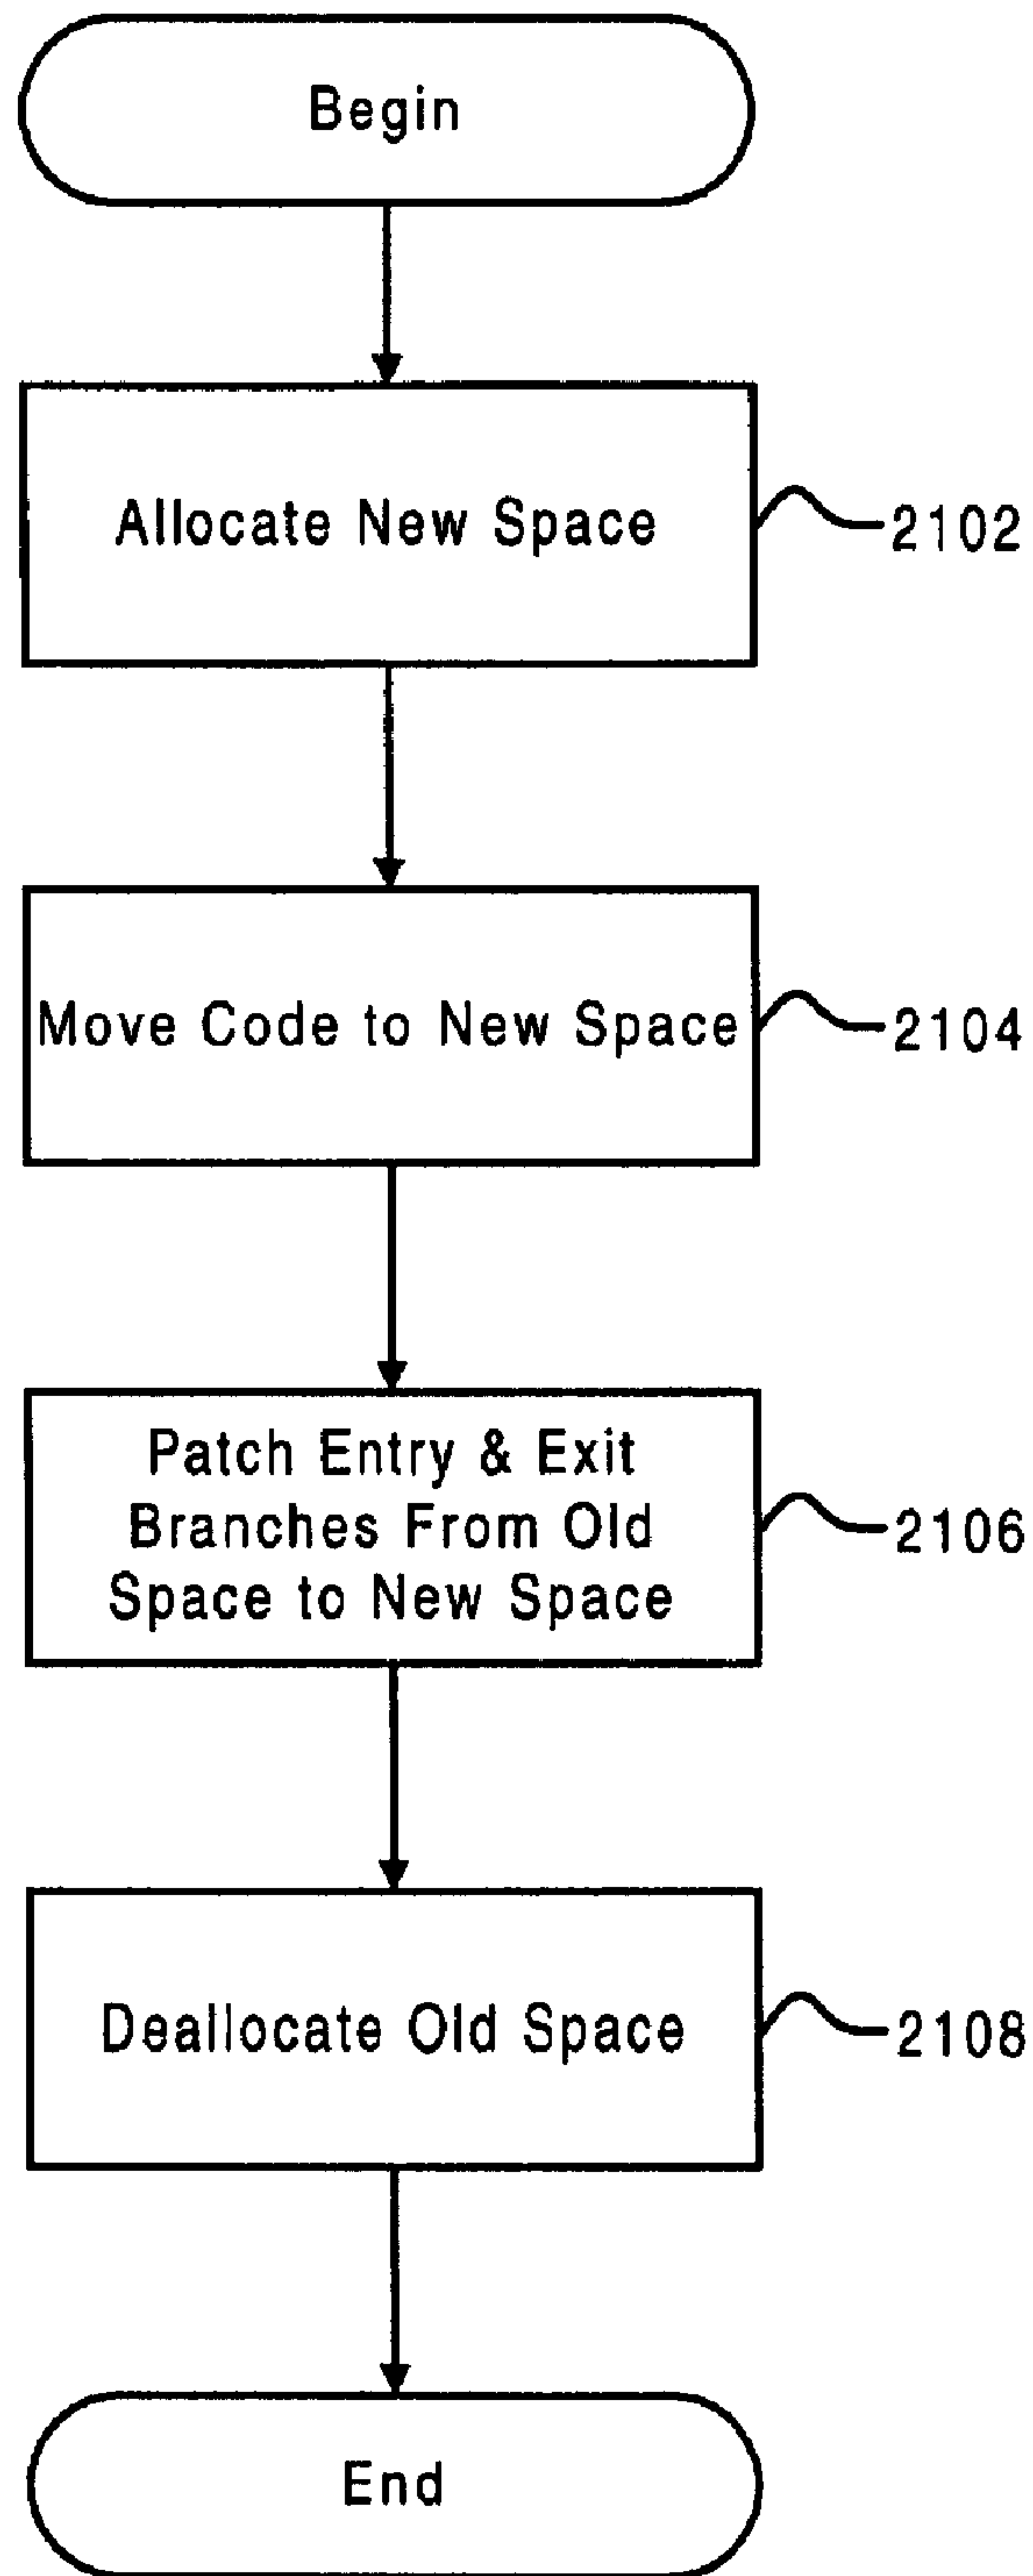 Begin
Allocate New Space
2102
Move Code to New Space
2104
Patch Entry & Exit
Branches From Old
Space to New Space
2106
Deallocate Old Space
2108
End